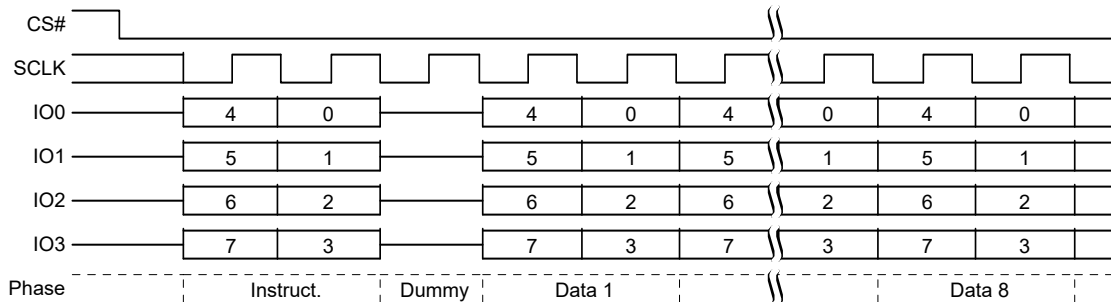 CS#
SCLK
IO0 4 0 4 0 4 0 4 0
IO1 5 1 5 1 5 1 5 1
IO2 6 2 6 2 6 2 6 2
IO3 7 3 7 3 7 3 7 3
Phase Instruct. Dummy Data 1 Data 8